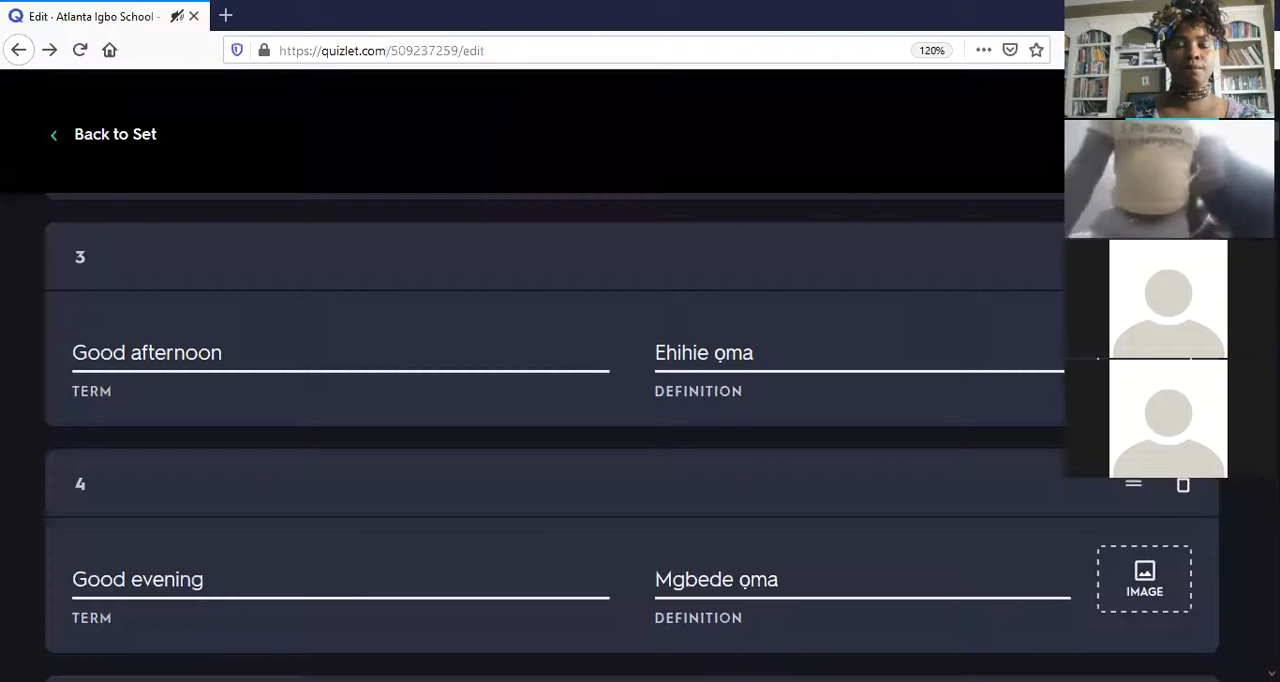 Edit - Atlanta Igbo School -
https://quizlet.com/509237259/edit
120%
Back to Set
3
Good afternoon
TERM
Ehihie ọma
DEFINITION
4
Good evening
TERM
Mgbede ọma
DEFINITION
IMAGE